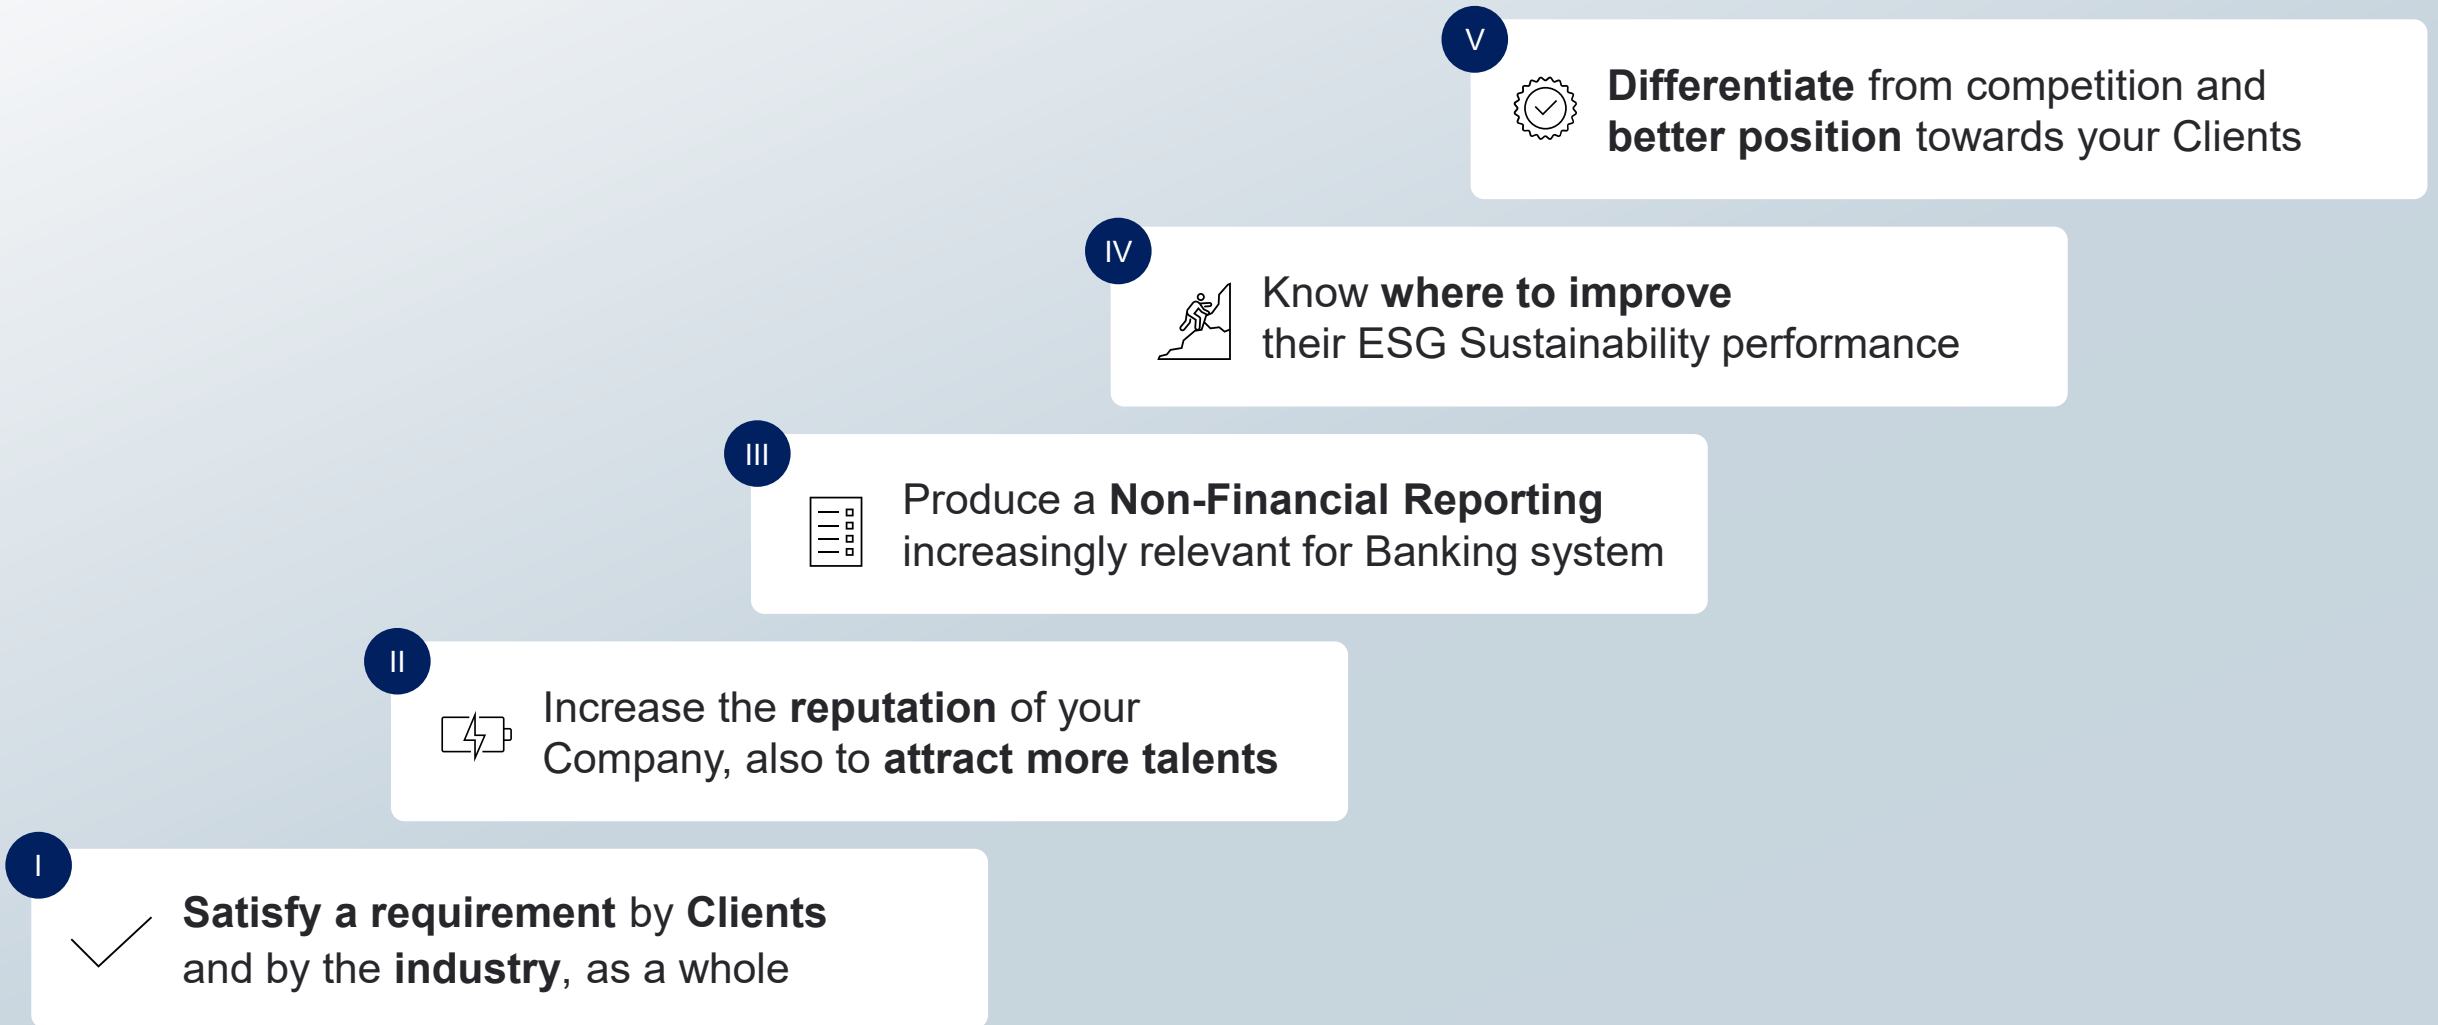 V
Differentiate from competition and
better position towards your Clients
IV
Know where to improve
their ESG Sustainability performance
III
Produce a Non-Financial Reporting
increasingly relevant for Banking system
II
Increase the reputation of your
Company, also to attract more talents
I
Satisfy a requirement by Clients
and by the industry, as a whole